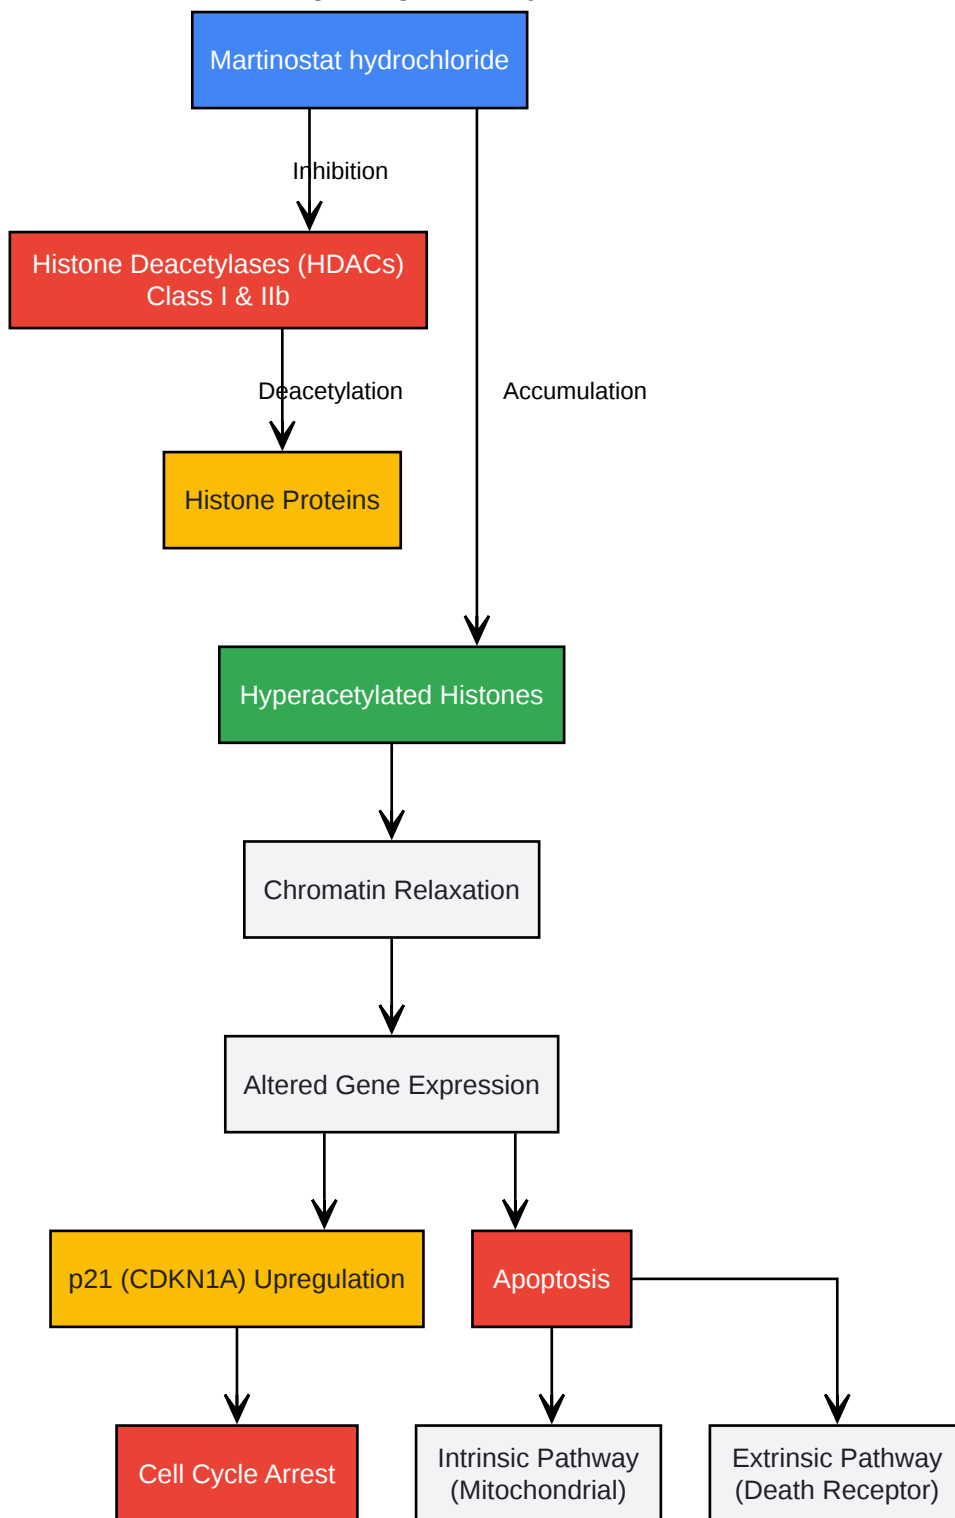 Martinostat hydrochloride
Inhibition
Histone Deacetylases (HDACs)
Class I & IIb
Deacetylation
Accumulation
Histone Proteins
Hyperacetylated Histones
Chromatin Relaxation
Altered Gene Expression
p21 (CDKN1A) Upregulation
Apoptosis
Cell Cycle Arrest
Intrinsic Pathway
(Mitochondrial)
Extrinsic Pathway
(Death Receptor)